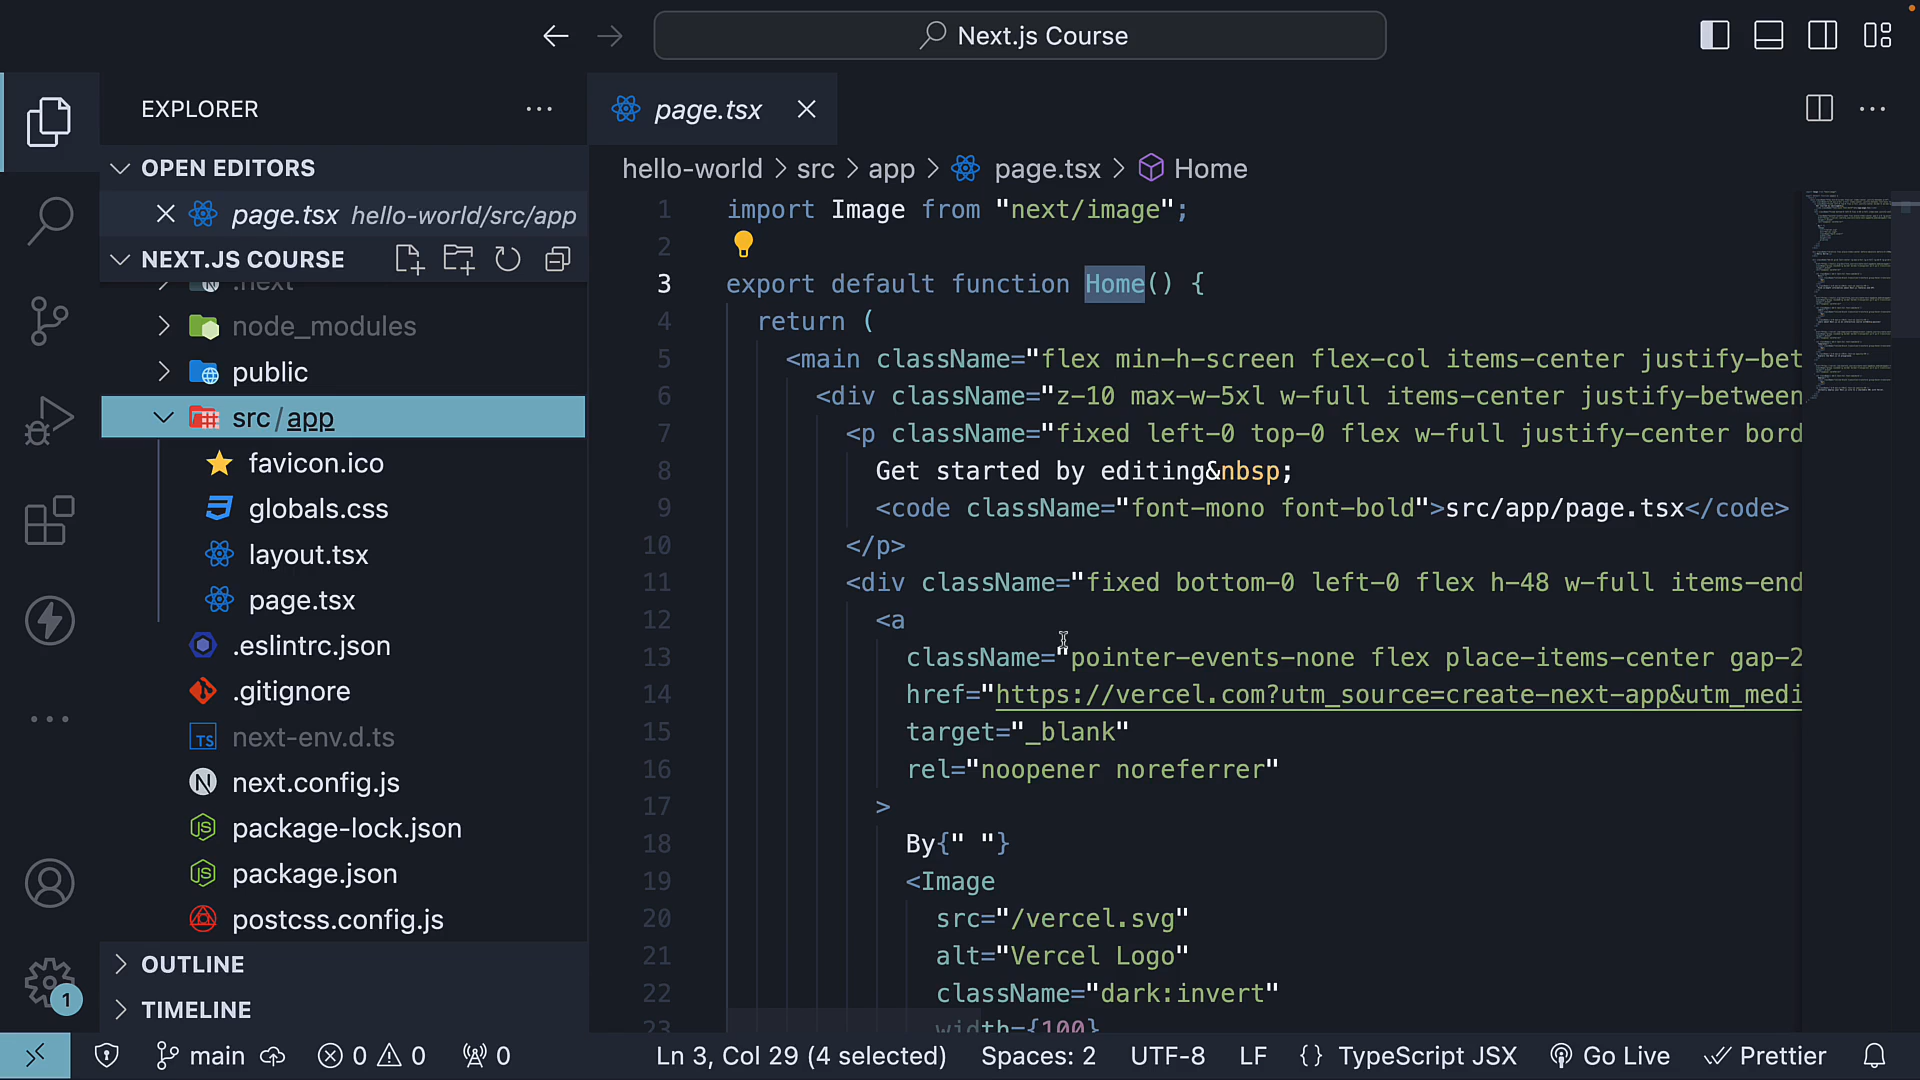 Next.js Course
EXPLORER
page.tsx
OPEN EDITORS
page.tsx hello-world/src/app
NEXT.JS COURSE
.next
node_modules
public
src/app
favicon.ico
globals.css
layout.tsx
page.tsx
.eslintrc.json
.gitignore
TS next-env.d.ts
next.config.js
package-lock.json
package.json
postcss.config.js
OUTLINE
TIMELINE
1
hello-world > src > app > page.tsx > Home
1 import Image from "next/image";
2
3 export default function Home() {
4 return (
5 <main className="flex min-h-screen flex-col items-center justify-bet
6 <div className="z-10 max-w-5xl w-full items-center justify-between
7 <p className="fixed left-0 top-0 flex w-full justify-center bord
8 Get started by editing&nbsp;
9 <code className="font-mono font-bold">src/app/page.tsx</code>
10 </p>
11 <div className="fixed bottom-0 left-0 flex h-48 w-full items-end
12 <a
13 className="pointer-events-none flex place-items-center gap-2
14 href="https://vercel.com?utm_source=create-next-app&utm_medi
15 target="_blank"
16 rel="noopener noreferrer"
17 >
18 By{" "}
19 <Image
20 src="/vercel.svg"
21 alt="Vercel Logo"
22 className="dark:invert"
23 width={100}
main 0 0 0 Ln 3, Col 29 (4 selected) Spaces: 2 UTF-8 LF {} TypeScript JSX Go Live Prettier